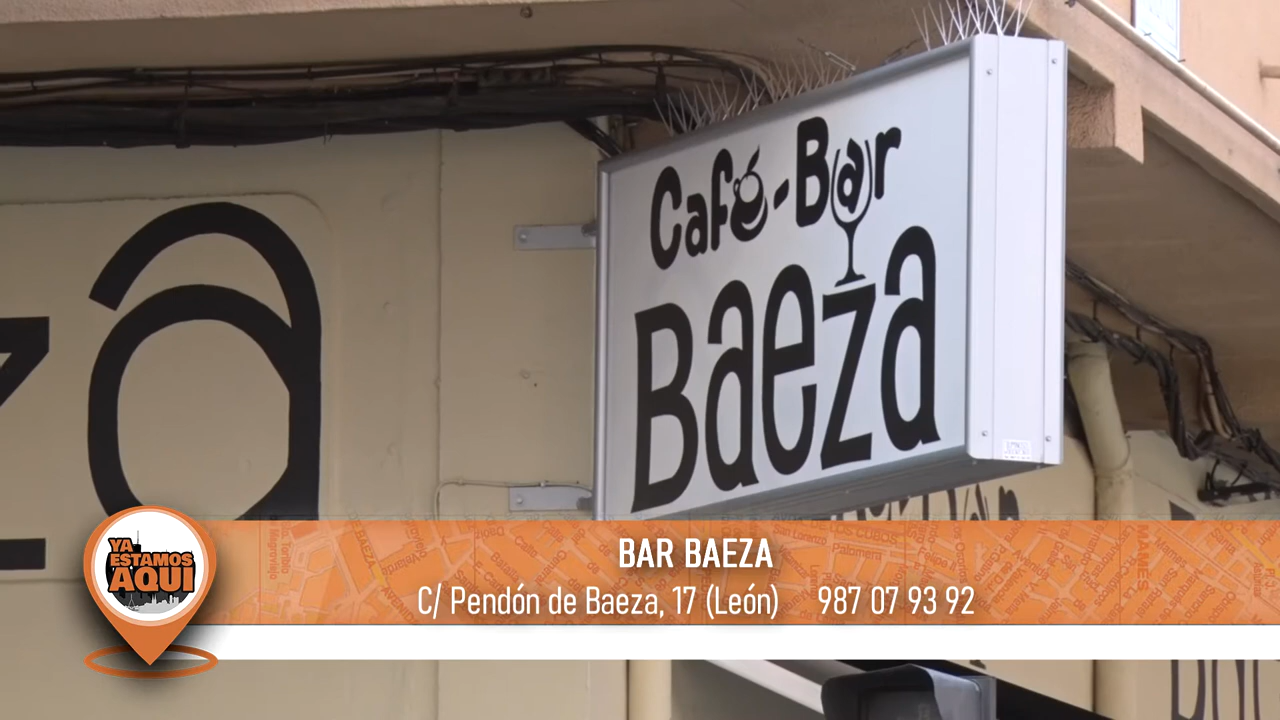 Café-Bar
Baeza
za
YA
ESTAMOS
AQUÍ
BAR BAEZA
C/ Pendón de Baeza, 17 (León) 987 07 93 92